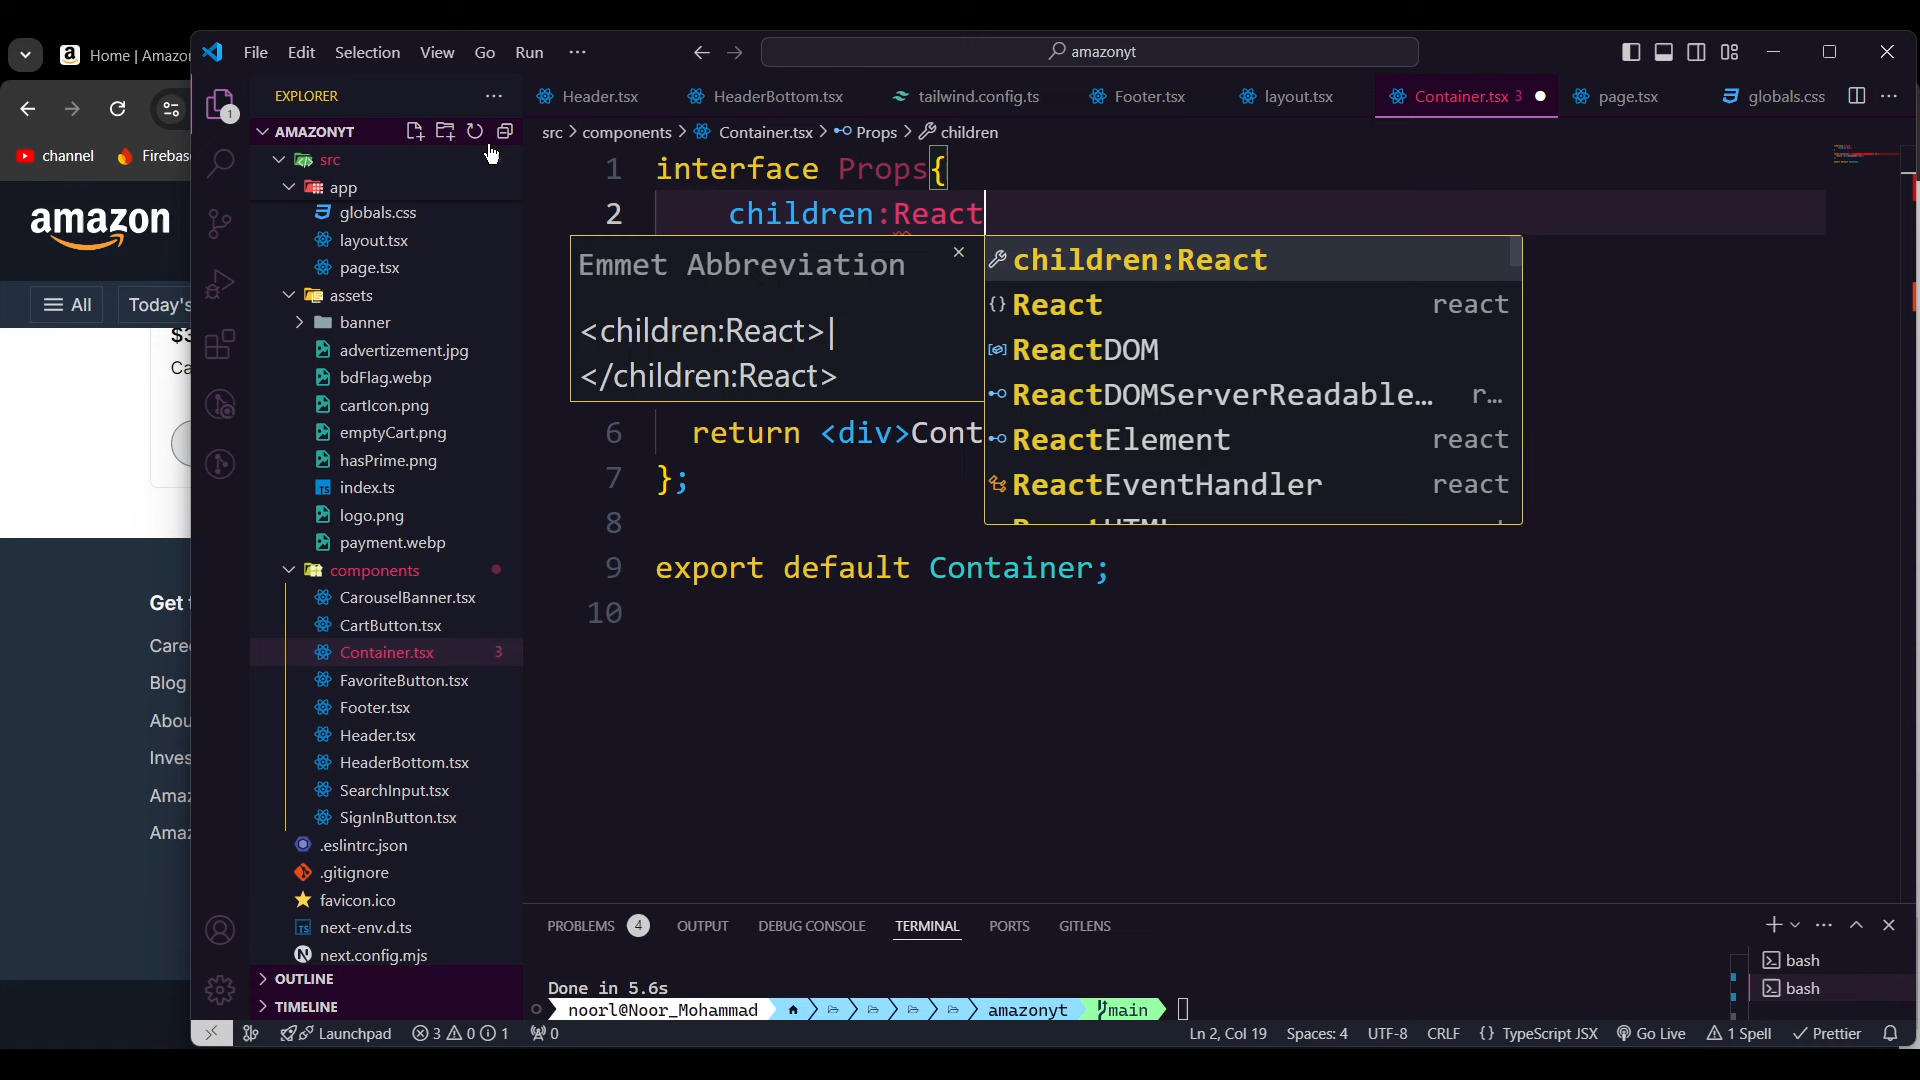 Home | Amazon
File Edit Selection View Go Run ···
amazonyt
channel
Fireba
amazon
All
Today's
Ca
Get
Care
Blog
Abou
Inves
Amaz
Amaz
1
EXPLORER
AMAZONYT
src
app
globals.css
layout.tsx
page.tsx
assets
banner
advertizement.jpg
bdFlag.webp
cartIcon.png
emptyCart.png
hasPrime.png
index.ts
logo.png
payment.webp
components
CarouselBanner.tsx
CartButton.tsx
Container.tsx 3
FavoriteButton.tsx
Footer.tsx
Header.tsx
HeaderBottom.tsx
SearchInput.tsx
SignInButton.tsx
.eslintrc.json
.gitignore
favicon.ico
next-env.d.ts
next.config.mjs
OUTLINE
TIMELINE
Header.tsx HeaderBottom.tsx tailwind.config.ts Footer.tsx layout.tsx Container.tsx 3 page.tsx globals.css
src > components > Container.tsx > Props > children
1 interface Props{
2 children:React
Emmet Abbreviation
<children:React>|
</children:React>
children:React
React react
ReactDOM
ReactDOMServerReadable… r…
ReactElement react
ReactEventHandler react
6 return <div>Cont
7 };
8
9 export default Container;
10
PROBLEMS 4 OUTPUT DEBUG CONSOLE TERMINAL PORTS GITLENS
Done in 5.6s
noorl@Noor_Mohammad amazonyt main
bash
bash
Launchpad 3 0 1 0
Ln 2, Col 19 Spaces: 4 UTF-8 CRLF {} TypeScript JSX Go Live 1 Spell Prettier